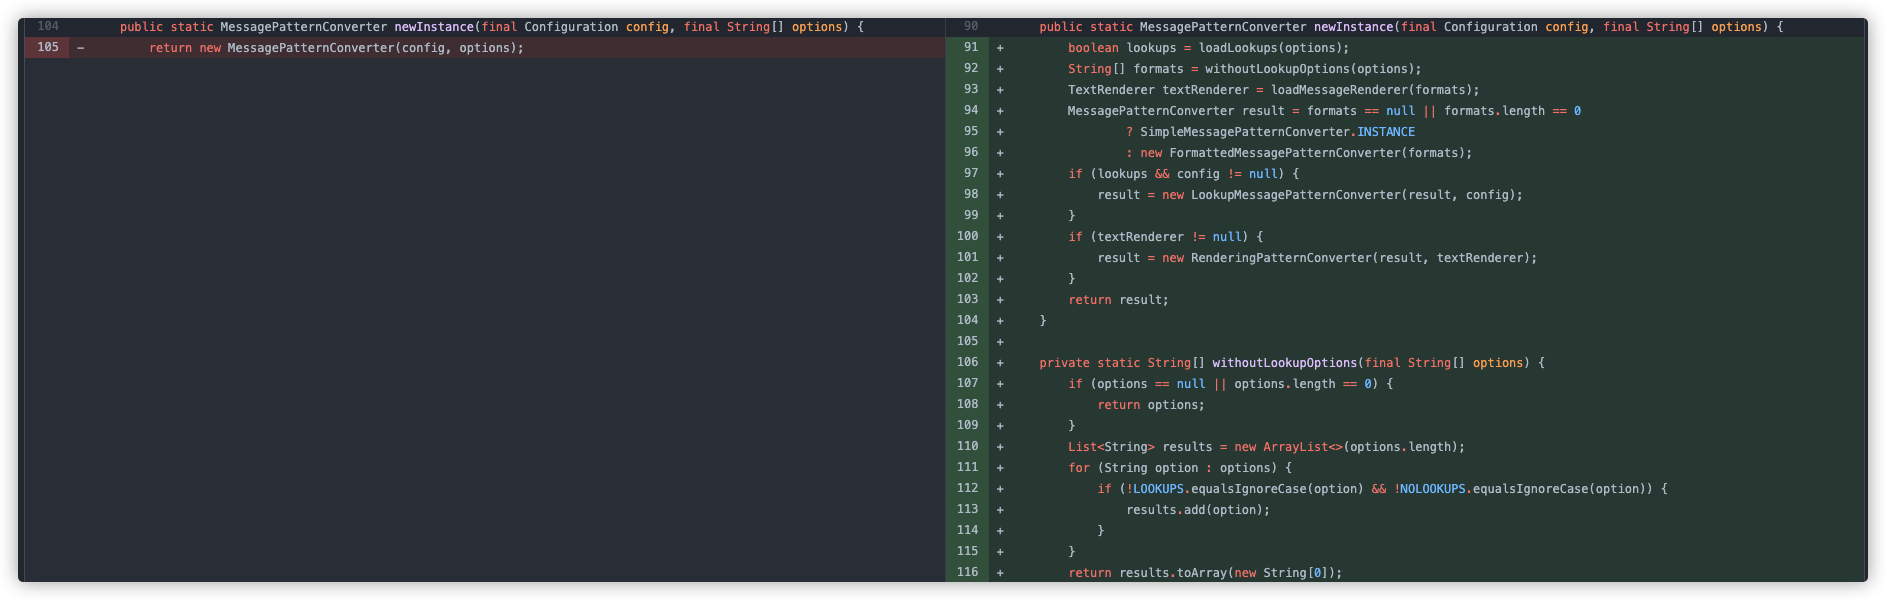 104 public static MessagePatternConverter newInstance(final Configuration config, final String[] options) {
105 - return new MessagePatternConverter(config, options);
90 public static MessagePatternConverter newInstance(final Configuration config, final String[] options) {
91 + boolean lookups = loadLookups(options);
92 + String[] formats = withoutLookupOptions(options);
93 + TextRenderer textRenderer = loadMessageRenderer(formats);
94 + MessagePatternConverter result = formats == null || formats.length == 0
95 + ? SimpleMessagePatternConverter.INSTANCE
96 + : new FormattedMessagePatternConverter(formats);
97 + if (lookups && config != null) {
98 + result = new LookupMessagePatternConverter(result, config);
99 + }
100 + if (textRenderer != null) {
101 + result = new RenderingPatternConverter(result, textRenderer);
102 + }
103 + return result;
104 + }
105 +
106 + private static String[] withoutLookupOptions(final String[] options) {
107 + if (options == null || options.length == 0) {
108 + return options;
109 + }
110 + List<String> results = new ArrayList<>(options.length);
111 + for (String option : options) {
112 + if (!LOOKUPS.equalsIgnoreCase(option) && !NOLOOKUPS.equalsIgnoreCase(option)) {
113 + results.add(option);
114 + }
115 + }
116 + return results.toArray(new String[0]);